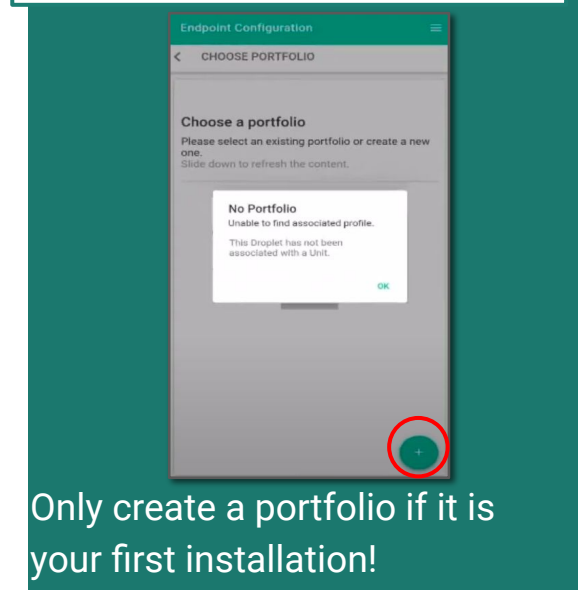 Endpoint Configuration
CHOOSE PORTFOLIO
Choose a portfolio
Please select an existing portfolio or create a new
one.
Slide down to refresh the content.
No Portfolio
Unable to find associated profile.
This Droplet has not been
associated with a Unit.
OK
Only create a portfolio if it is
your first installation!